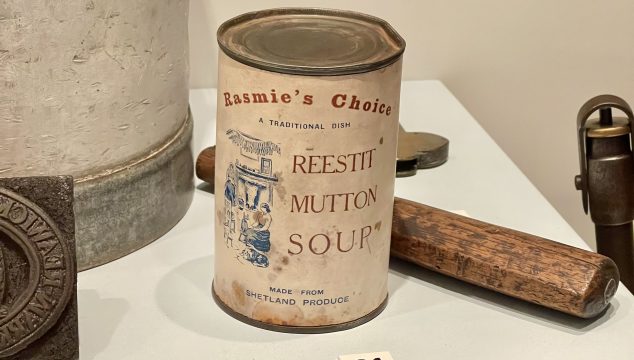 Rasmie's Choice
A TRADITIONAL DISH
REESTIT
MUTTON
SOUP
MADE FROM
SHETLAND PRODUCE